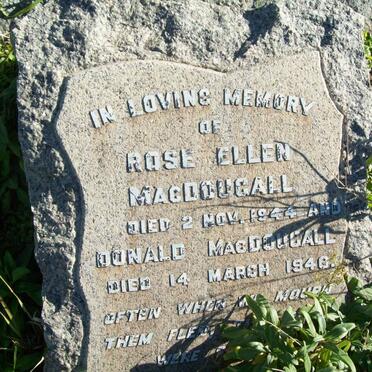 IN LOVING MEMORY
OF
ROSE ELLEN
MACDOUGALL
DIED 2 NOV. 1944 AND
DONALD MACDOUGALL
DIED 14 MARCH 1946.
OFTEN WHEN
THEM
WERE